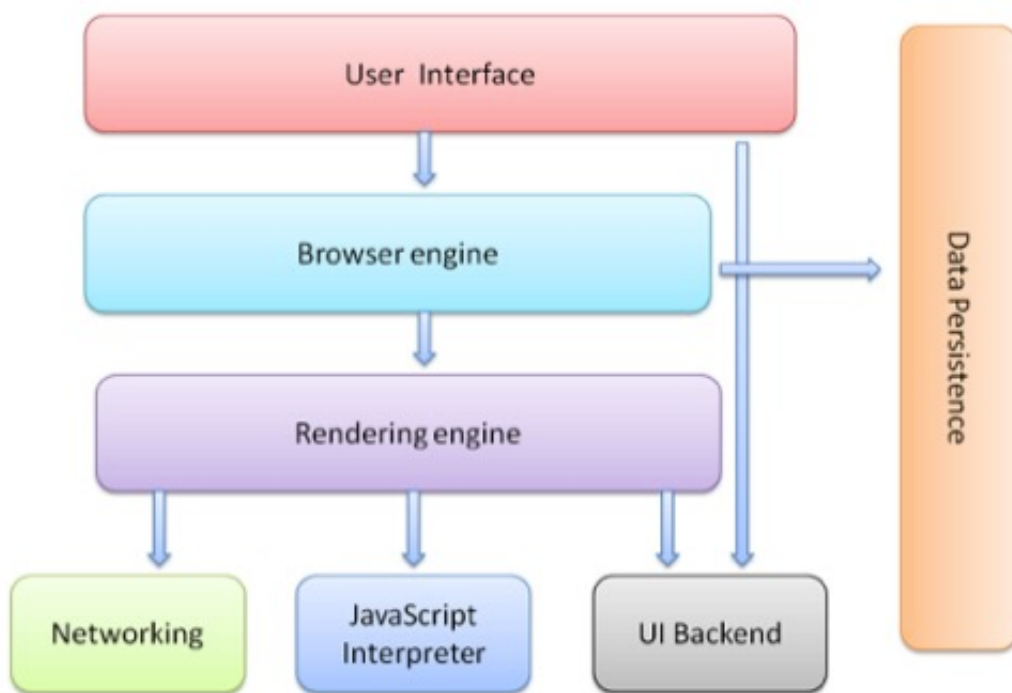 User Interface
Browser engine
Rendering engine
Networking
JavaScript
Interpreter
UI Backend
Data Persistence